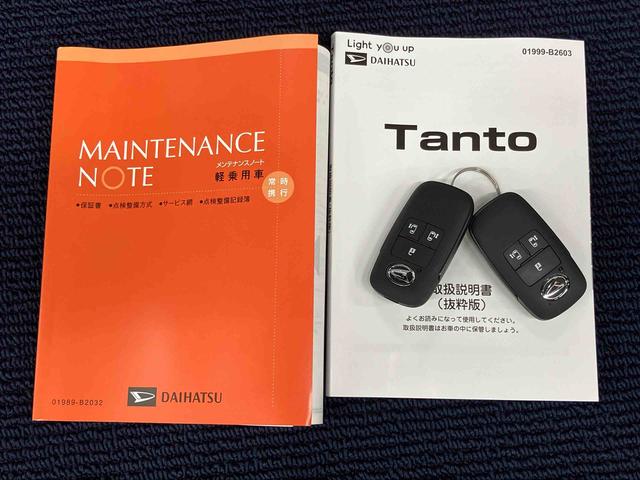 MAINTENANCE
NOTE
メンテナンスノート
軽乗用車
常時
携行
•保証書 •点検整備方式 •サービス網 •点検整備記録簿
DAIHATSU
01989-B2032
Light you up
DAIHATSU
01999-B2603
Tanto
取扱説明書
(抜粋版)
よくお読みになって使用してください。
取扱説明書はお車の中に保管しましょう。